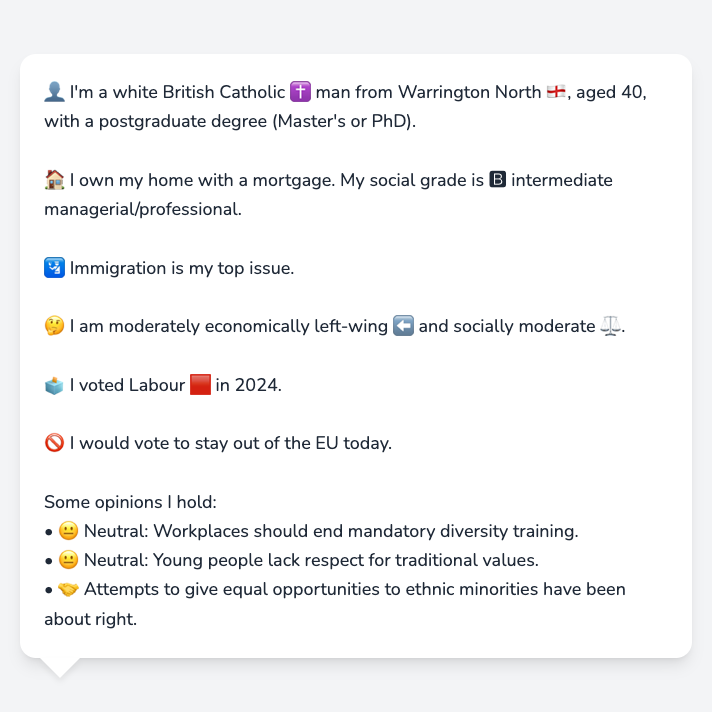 👤 I'm a white British Catholic ✝️ man from Warrington North 🏴󠁧󠁢󠁥󠁮󠁧󠁿, aged 40,
with a postgraduate degree (Master's or PhD).
🏠 I own my home with a mortgage. My social grade is 🅱️ intermediate
managerial/professional.
🛂 Immigration is my top issue.
🤔 I am moderately economically left-wing ⬅️ and socially moderate ⚖️.
🗳️ I voted Labour 🟥 in 2024.
🚫 I would vote to stay out of the EU today.
Some opinions I hold:
• 😐 Neutral: Workplaces should end mandatory diversity training.
• 😐 Neutral: Young people lack respect for traditional values.
• 🤝 Attempts to give equal opportunities to ethnic minorities have been
about right.